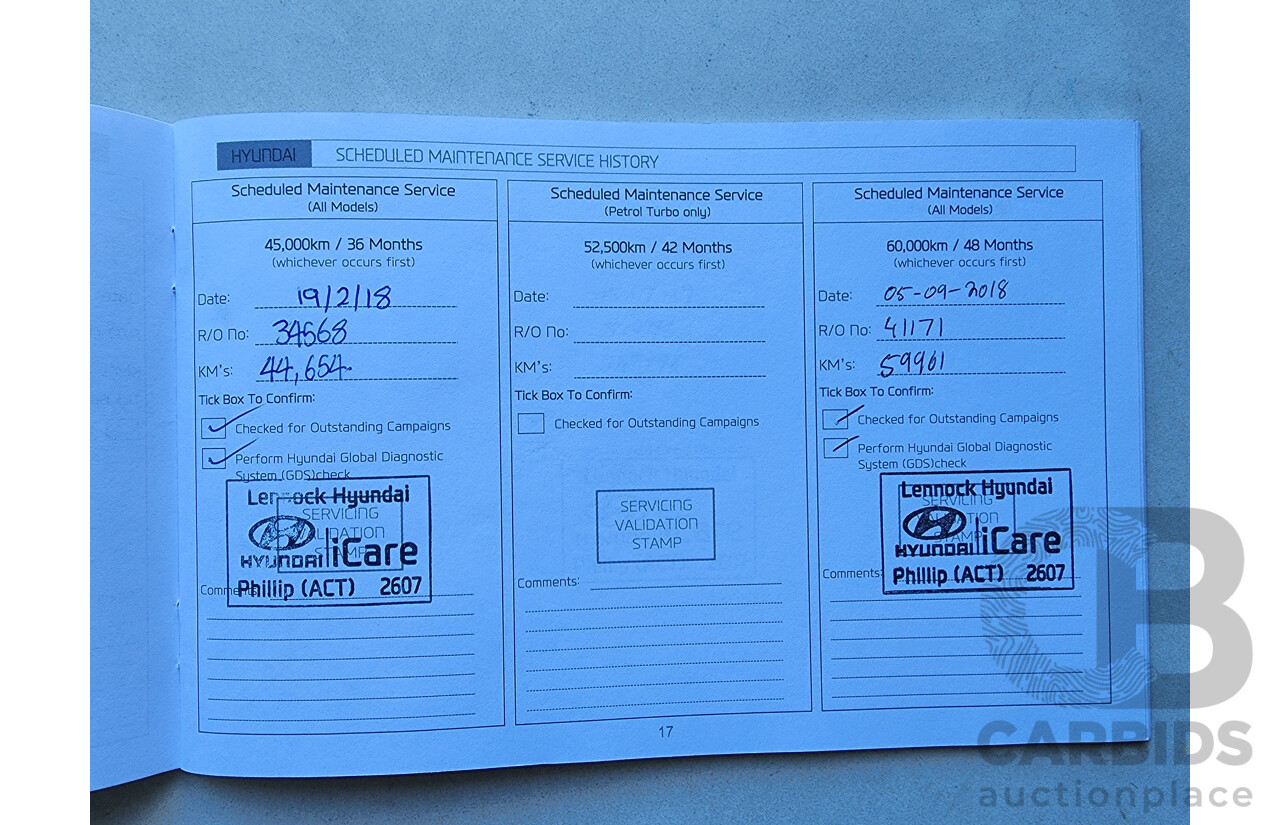 HYUNDAI SCHEDULED MAINTENANCE SERVICE HISTORY
Scheduled Maintenance Service
(All Models)
45,000km / 36 Months
(whichever occurs first)
Date: 19/2/18
R/O No: 34568
KM's: 44,654.
Tick Box To Confirm:
Checked for Outstanding Campaigns
Perform Hyundai Global Diagnostic
System (GDS)check
Lennock Hyundai
SERVICING
VALIDATION
STAMP
HYUNDAI iCare
Phillip (ACT) 2607
Comments:
Scheduled Maintenance Service
(Petrol Turbo only)
52,500km / 42 Months
(whichever occurs first)
Date:
R/O No:
KM's:
Tick Box To Confirm:
Checked for Outstanding Campaigns
SERVICING
VALIDATION
STAMP
Comments:
Scheduled Maintenance Service
(All Models)
60,000km / 48 Months
(whichever occurs first)
Date: 05-09-2018
R/O No: 41171
KM's: 59961
Tick Box To Confirm:
Checked for Outstanding Campaigns
Perform Hyundai Global Diagnostic
System (GDS)check
Lennock Hyundai
SERVICING
VALIDATION
STAMP
HYUNDAI iCare
Phillip (ACT) 2607
Comments:
17
CARBIDS
auctionplace